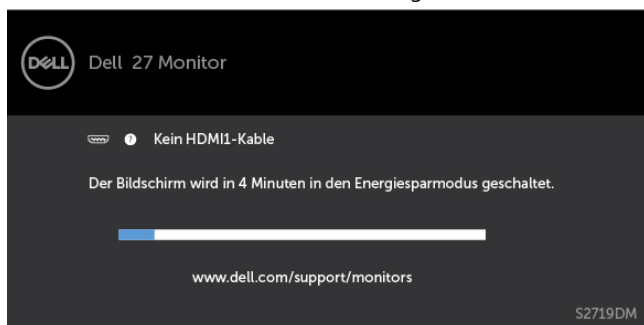 DELL
Dell 27 Monitor
Kein HDMI1-Kable
Der Bildschirm wird in 4 Minuten in den Energiesparmodus geschaltet.
www.dell.com/support/monitors
S2719DM